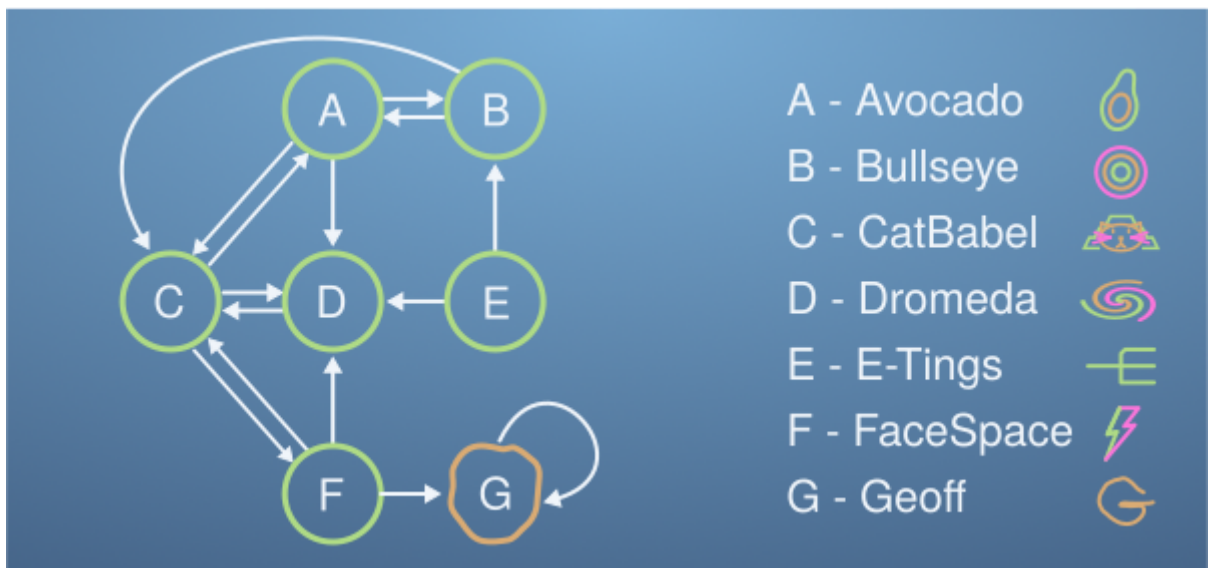 A
B
C
D
E
F
G
A - Avocado
B - Bullseye
C - CatBabel
D - Dromeda
E - E-Tings
F - FaceSpace
G - Geoff